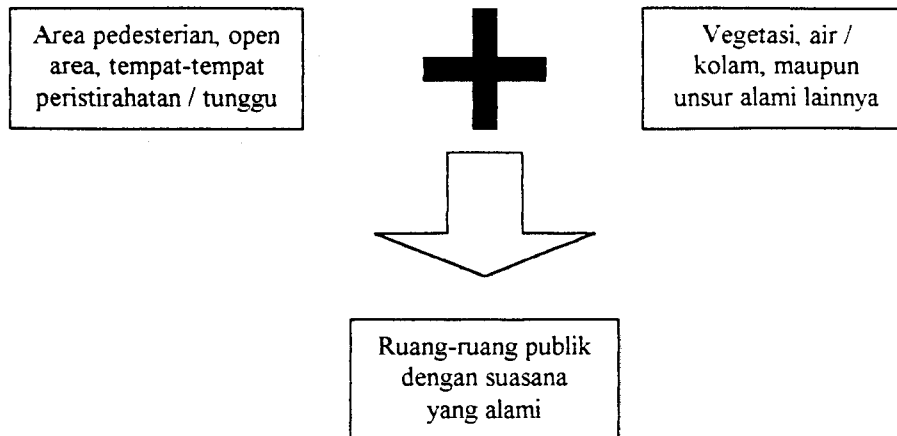 Area pedesterian, open
area, tempat-tempat
peristirahatan / tunggu
Vegetasi, air /
kolam, maupun
unsur alami lainnya
Ruang-ruang publik
dengan suasana
yang alami